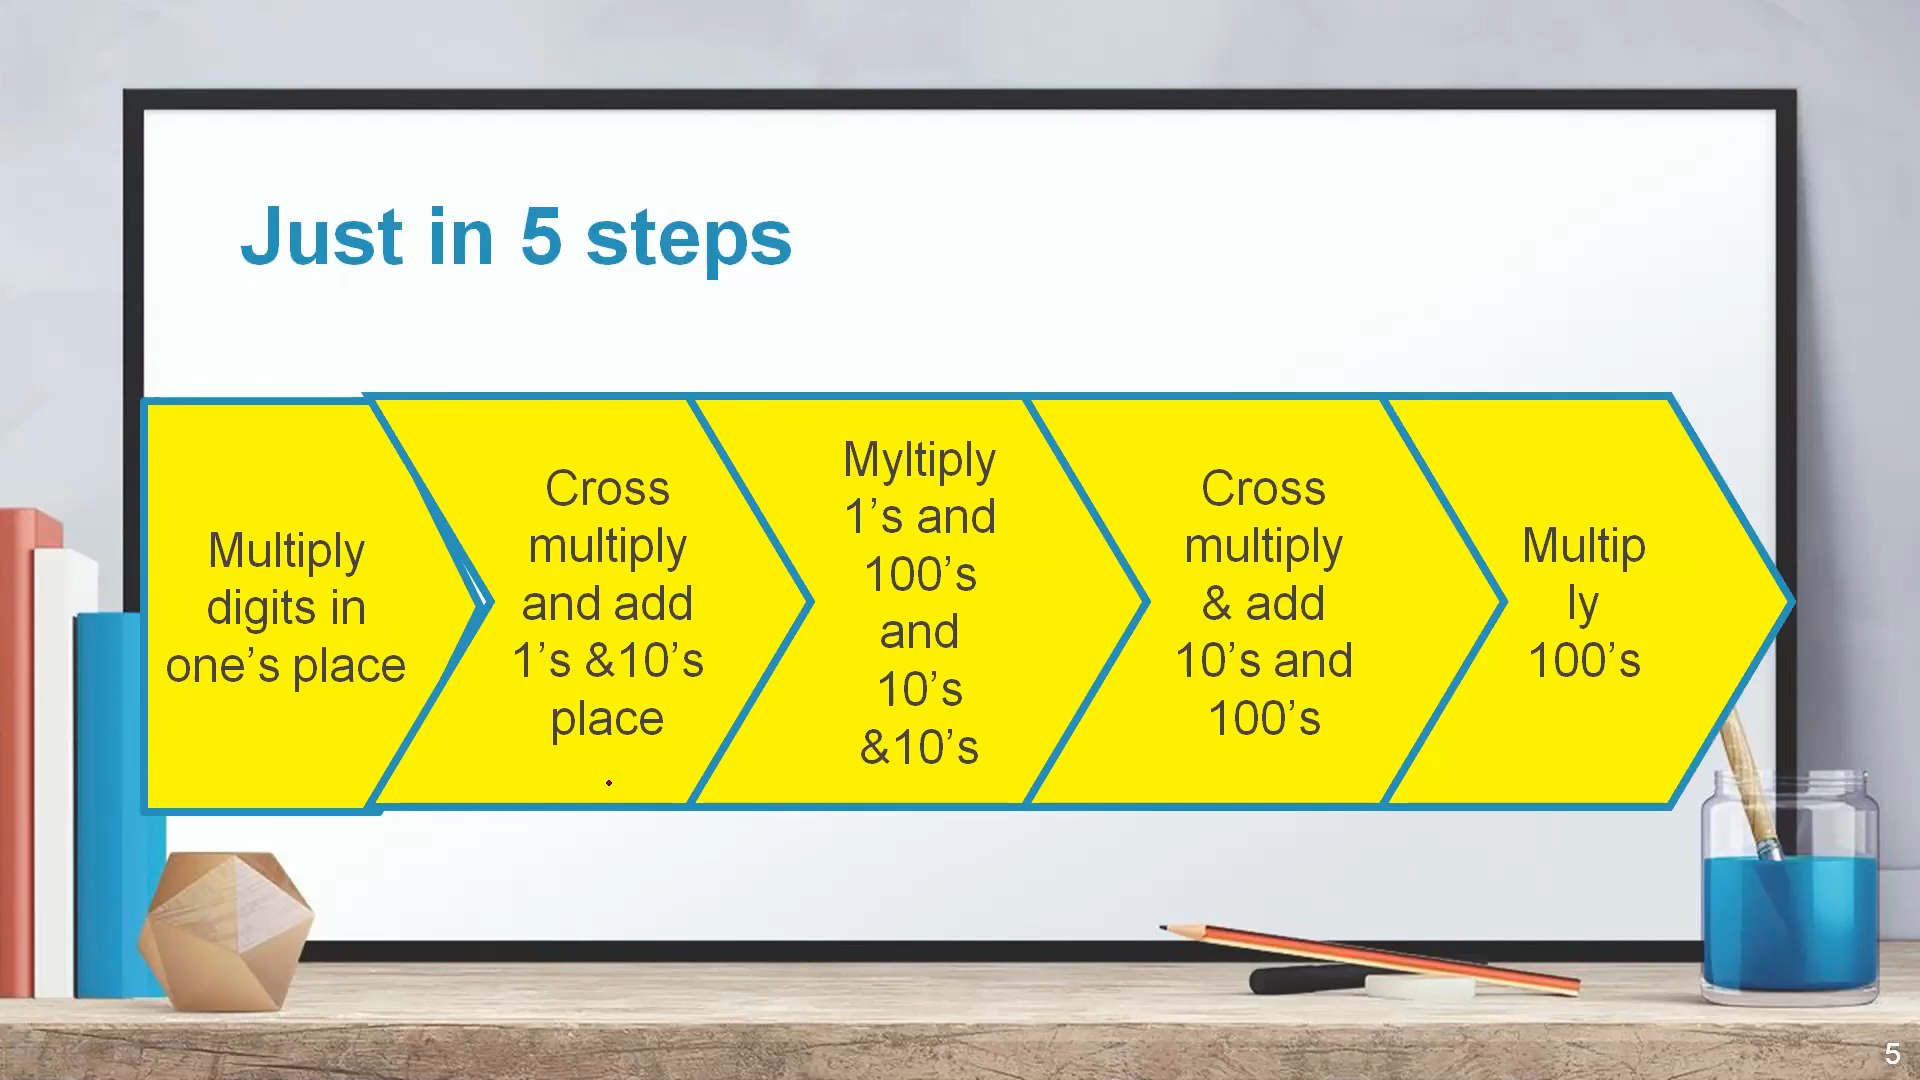 Just in 5 steps
Multiply
digits in
one’s place
Cross
multiply
and add
1’s &10’s
place
.
Myltiply
1’s and
100’s
and
10’s
&10’s
Cross
multiply
& add
10’s and
100’s
Multip
ly
100’s
5